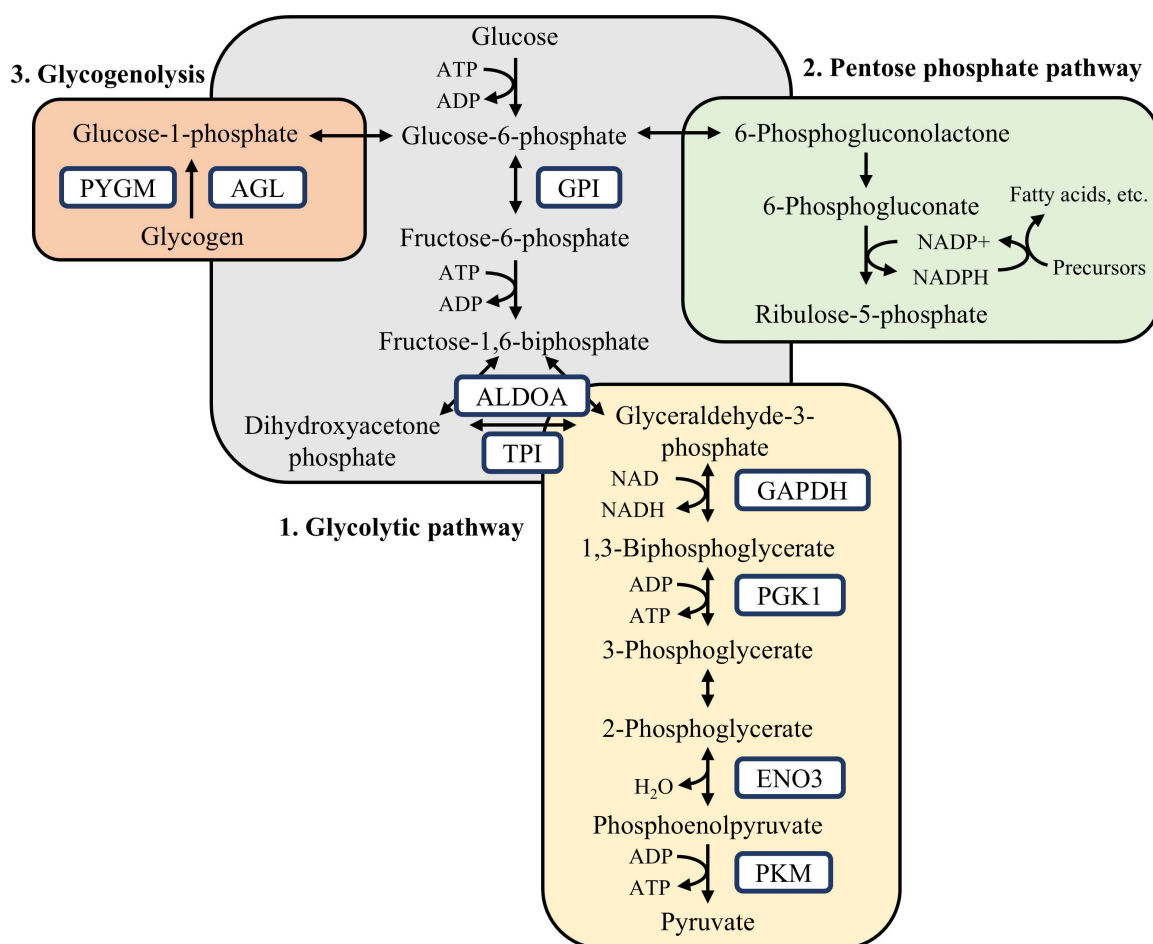 Glucose
3. Glycogenolysis
2. Pentose phosphate pathway
ATP
ADP
Glucose-1-phosphate
Glucose-6-phosphate
6-Phosphogluconolactone
PYGM
AGL
GPI
Glycogen
Fructose-6-phosphate
6-Phosphogluconate
Fatty acids, etc.
NADP+
NADPH
Precursors
Ribulose-5-phosphate
ATP
ADP
Fructose-1,6-biphosphate
ALDOA
Dihydroxyacetone
phosphate
TPI
Glyceraldehyde-3-
phosphate
1. Glycolytic pathway
NAD
NADH
GAPDH
1,3-Biphosphoglycerate
ADP
ATP
PGK1
3-Phosphoglycerate
2-Phosphoglycerate
H₂O
ENO3
Phosphoenolpyruvate
ADP
ATP
PKM
Pyruvate